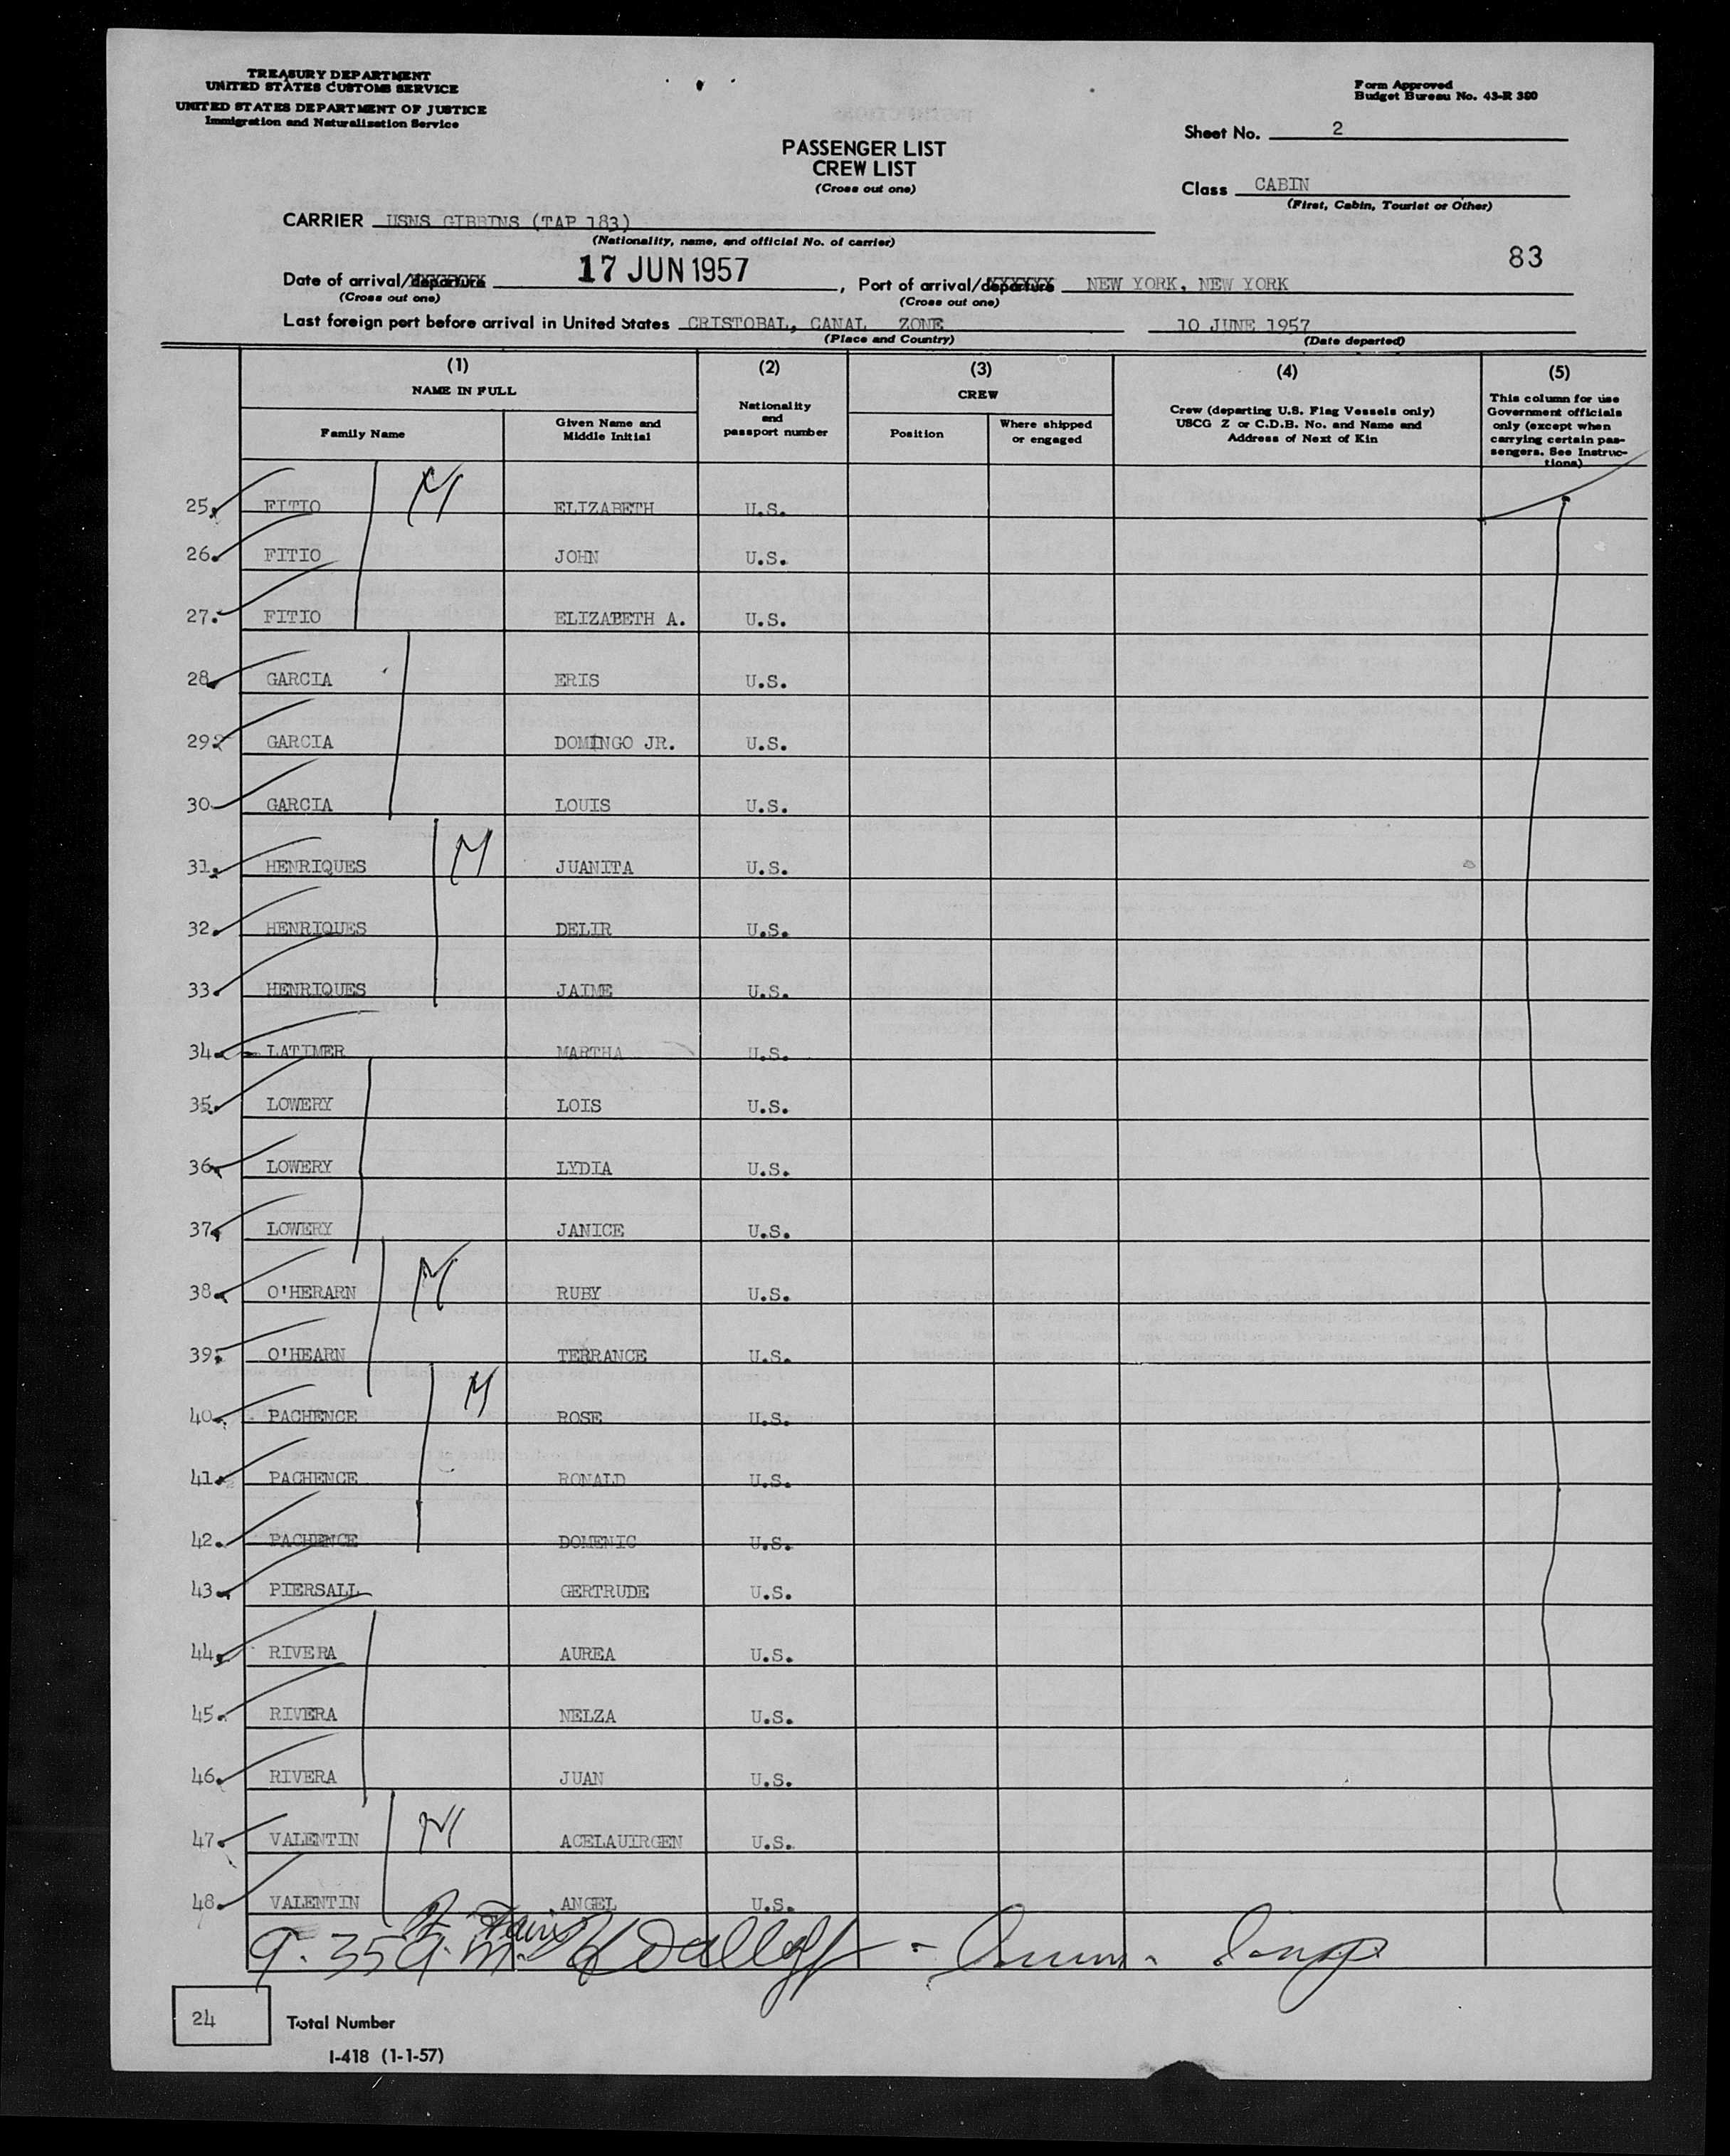 TREASURY DEPARTMENT
UNITED STATES CUSTOMS SERVICE
UNITED STATES DEPARTMENT OF JUSTICE
Immigration and Naturalization Service
Form Approved
Budget Bureau No. 43-R 380
Sheet No. 2
PASSENGER LIST
CREW LIST
(Cross out one)
Class CABIN
(First, Cabin, Tourist or Other)
CARRIER USNS GIBBINS (TAP 183)
(Nationality, name, and official No. of carrier)
83
Date of arrival/departure 17 JUN 1957, Port of arrival/departure NEW YORK, NEW YORK
(Cross out one) (Cross out one)
Last foreign port before arrival in United States CRISTOBAL, CANAL ZONE 10 JUNE 1957
(Place and Country) (Date departed)
(1) (2) (3) (4) (5)
NAME IN FULL
Family Name
Given Name and Middle Initial
Nationality and passport number
CREW
Position
Where shipped or engaged
Crew (departing U.S. Flag Vessels only)
USCG Z or C.D.B. No. and Name and
Address of Next of Kin
This column for use
Government officials
only (except when
carrying certain pas-
sengers. See Instruc-
tions)
25. FITIO M ELIZABETH U.S.
26. FITIO JOHN U.S.
27. FITIO ELIZABETH A. U.S.
28. GARCIA ERIS U.S.
29. GARCIA DOMINGO JR. U.S.
30. GARCIA LOUIS U.S.
31. HENRIQUES M JUANITA U.S.
32. HENRIQUES DELIR U.S.
33. HENRIQUES JAIME U.S.
34. LATIMER MARTHA U.S.
35. LOWERY LOIS U.S.
36. LOWERY LYDIA U.S.
37. LOWERY JANICE U.S.
38. O'HERARN M RUBY U.S.
39. O'HEARN TERRANCE U.S.
40. PACHENCE M ROSE U.S.
41. PACHENCE RONALD U.S.
42. PACHENCE DOMENIC U.S.
43. PIERSALL GERTRUDE U.S.
44. RIVERA AUREA U.S.
45. RIVERA NELZA U.S.
46. RIVERA JUAN U.S.
47. VALENTIN M ACELAUIRGEN U.S.
48. VALENTIN ANGEL U.S.
9.35 a.m.
24 Total Number
I-418 (1-1-57)